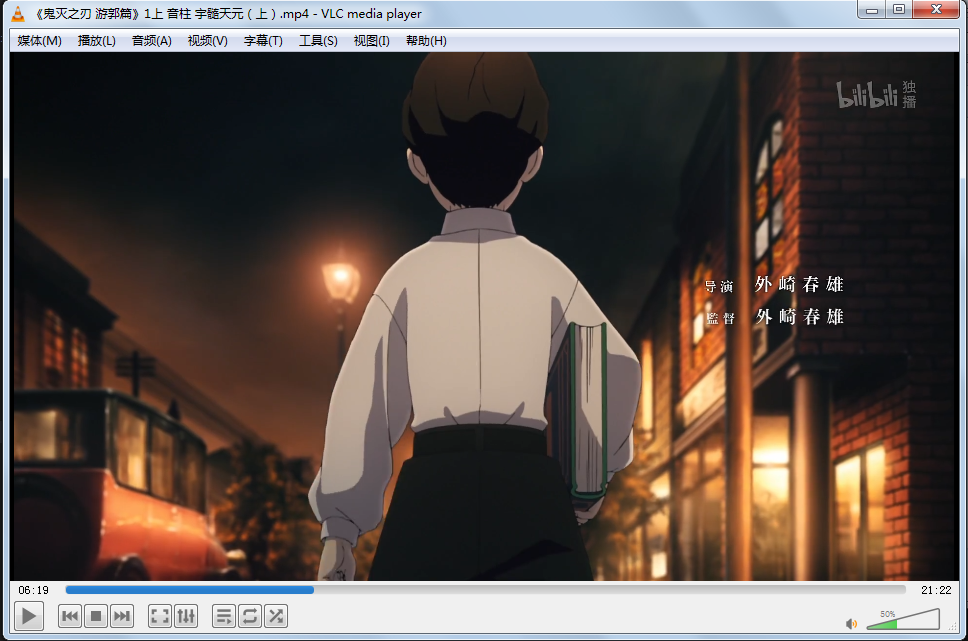 《鬼灭之刃 游郭篇》1上 音柱 宇髄天元（上）.mp4 - VLC media player
媒体(M) 播放(L) 音频(A) 视频(V) 字幕(T) 工具(S) 视图(I) 帮助(H)
bilibili 独播
导演 外崎春雄
監督 外崎春雄
06:19 21:22
50%